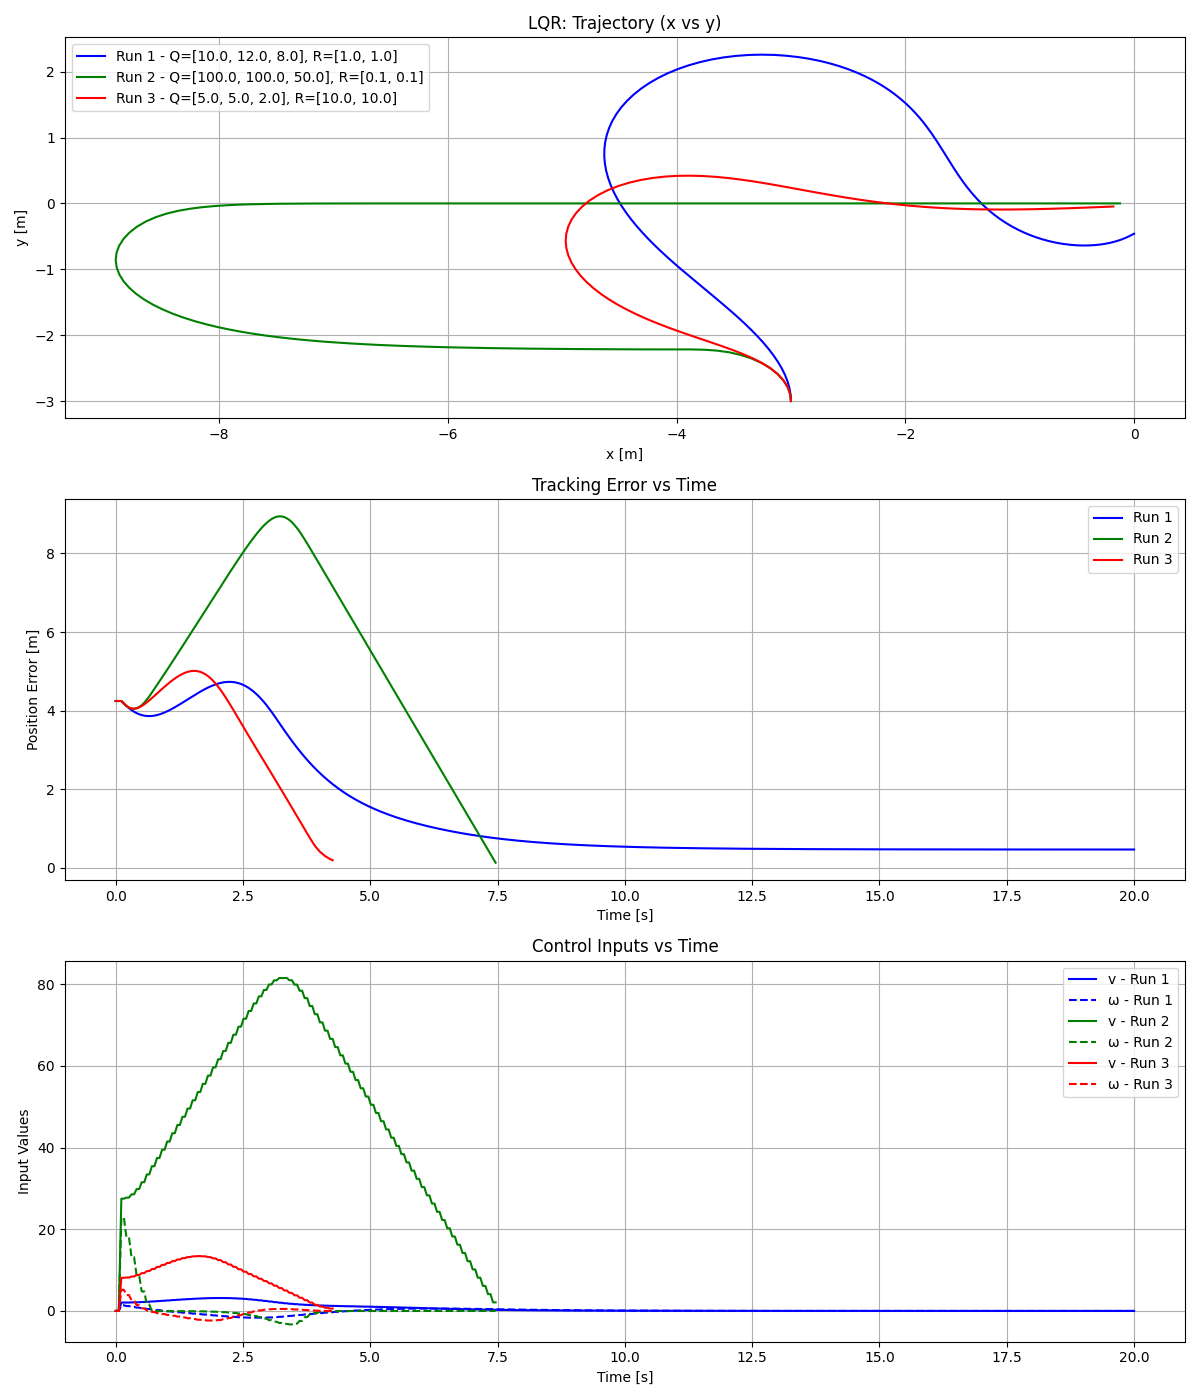 LQR: Trajectory (x vs y)
Run 1 - Q=[10.0, 12.0, 8.0], R=[1.0, 1.0]
Run 2 - Q=[100.0, 100.0, 50.0], R=[0.1, 0.1]
Run 3 - Q=[5.0, 5.0, 2.0], R=[10.0, 10.0]
y [m]
2
1
0
−1
−2
−3
−8 −6 −4 −2 0
x [m]
Tracking Error vs Time
Run 1
Run 2
Run 3
Position Error [m]
8
6
4
2
0
0.0 2.5 5.0 7.5 10.0 12.5 15.0 17.5 20.0
Time [s]
Control Inputs vs Time
v - Run 1
ω - Run 1
v - Run 2
ω - Run 2
v - Run 3
ω - Run 3
Input Values
80
60
40
20
0
0.0 2.5 5.0 7.5 10.0 12.5 15.0 17.5 20.0
Time [s]